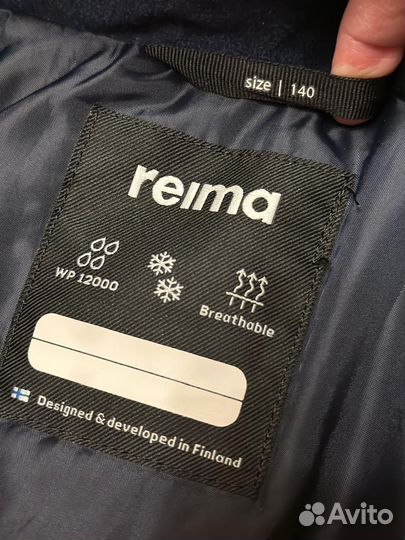 size | 140
reima
WP 12000
Breathable
Designed & developed in Finland
Avito